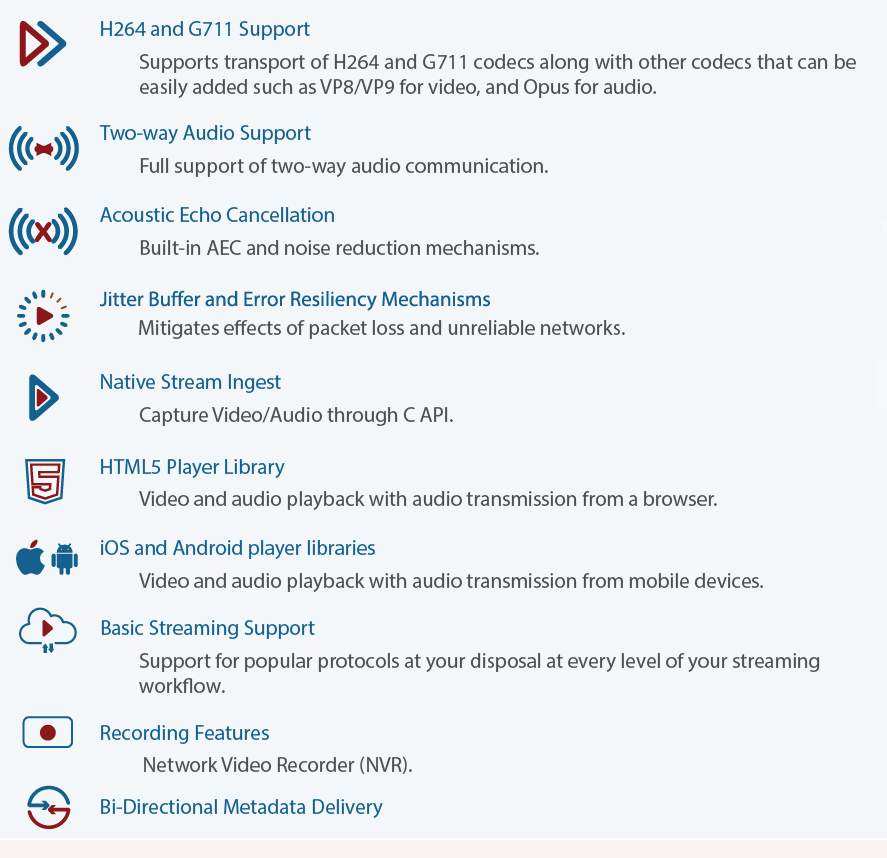 H264 and G711 Support
Supports transport of H264 and G711 codecs along with other codecs that can be
easily added such as VP8/VP9 for video, and Opus for audio.
Two-way Audio Support
Full support of two-way audio communication.
Acoustic Echo Cancellation
Built-in AEC and noise reduction mechanisms.
Jitter Buffer and Error Resiliency Mechanisms
Mitigates effects of packet loss and unreliable networks.
Native Stream Ingest
Capture Video/Audio through C API.
5
HTML5 Player Library
Video and audio playback with audio transmission from a browser.
iOS and Android player libraries
Video and audio playback with audio transmission from mobile devices.
Basic Streaming Support
Support for popular protocols at your disposal at every level of your streaming
workflow.
Recording Features
Network Video Recorder (NVR).
Bi-Directional Metadata Delivery